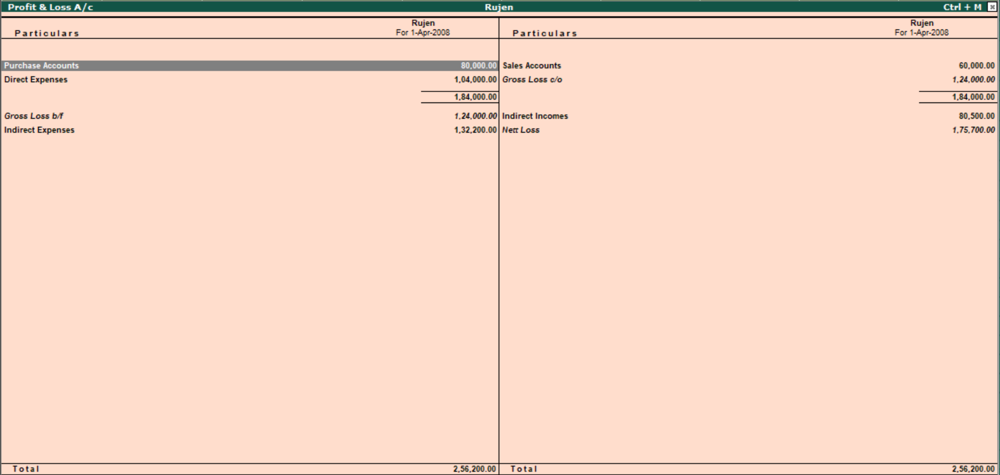 Profit & Loss A/c Rujen Ctrl + M
Particulars Rujen For 1-Apr-2008 Particulars Rujen For 1-Apr-2008
Purchase Accounts 80,000.00 Sales Accounts 60,000.00
Direct Expenses 1,04,000.00 Gross Loss c/o 1,24,000.00
1,84,000.00 1,84,000.00
Gross Loss b/f 1,24,000.00 Indirect Incomes 80,500.00
Indirect Expenses 1,32,200.00 Nett Loss 1,75,700.00
Total 2,56,200.00 Total 2,56,200.00